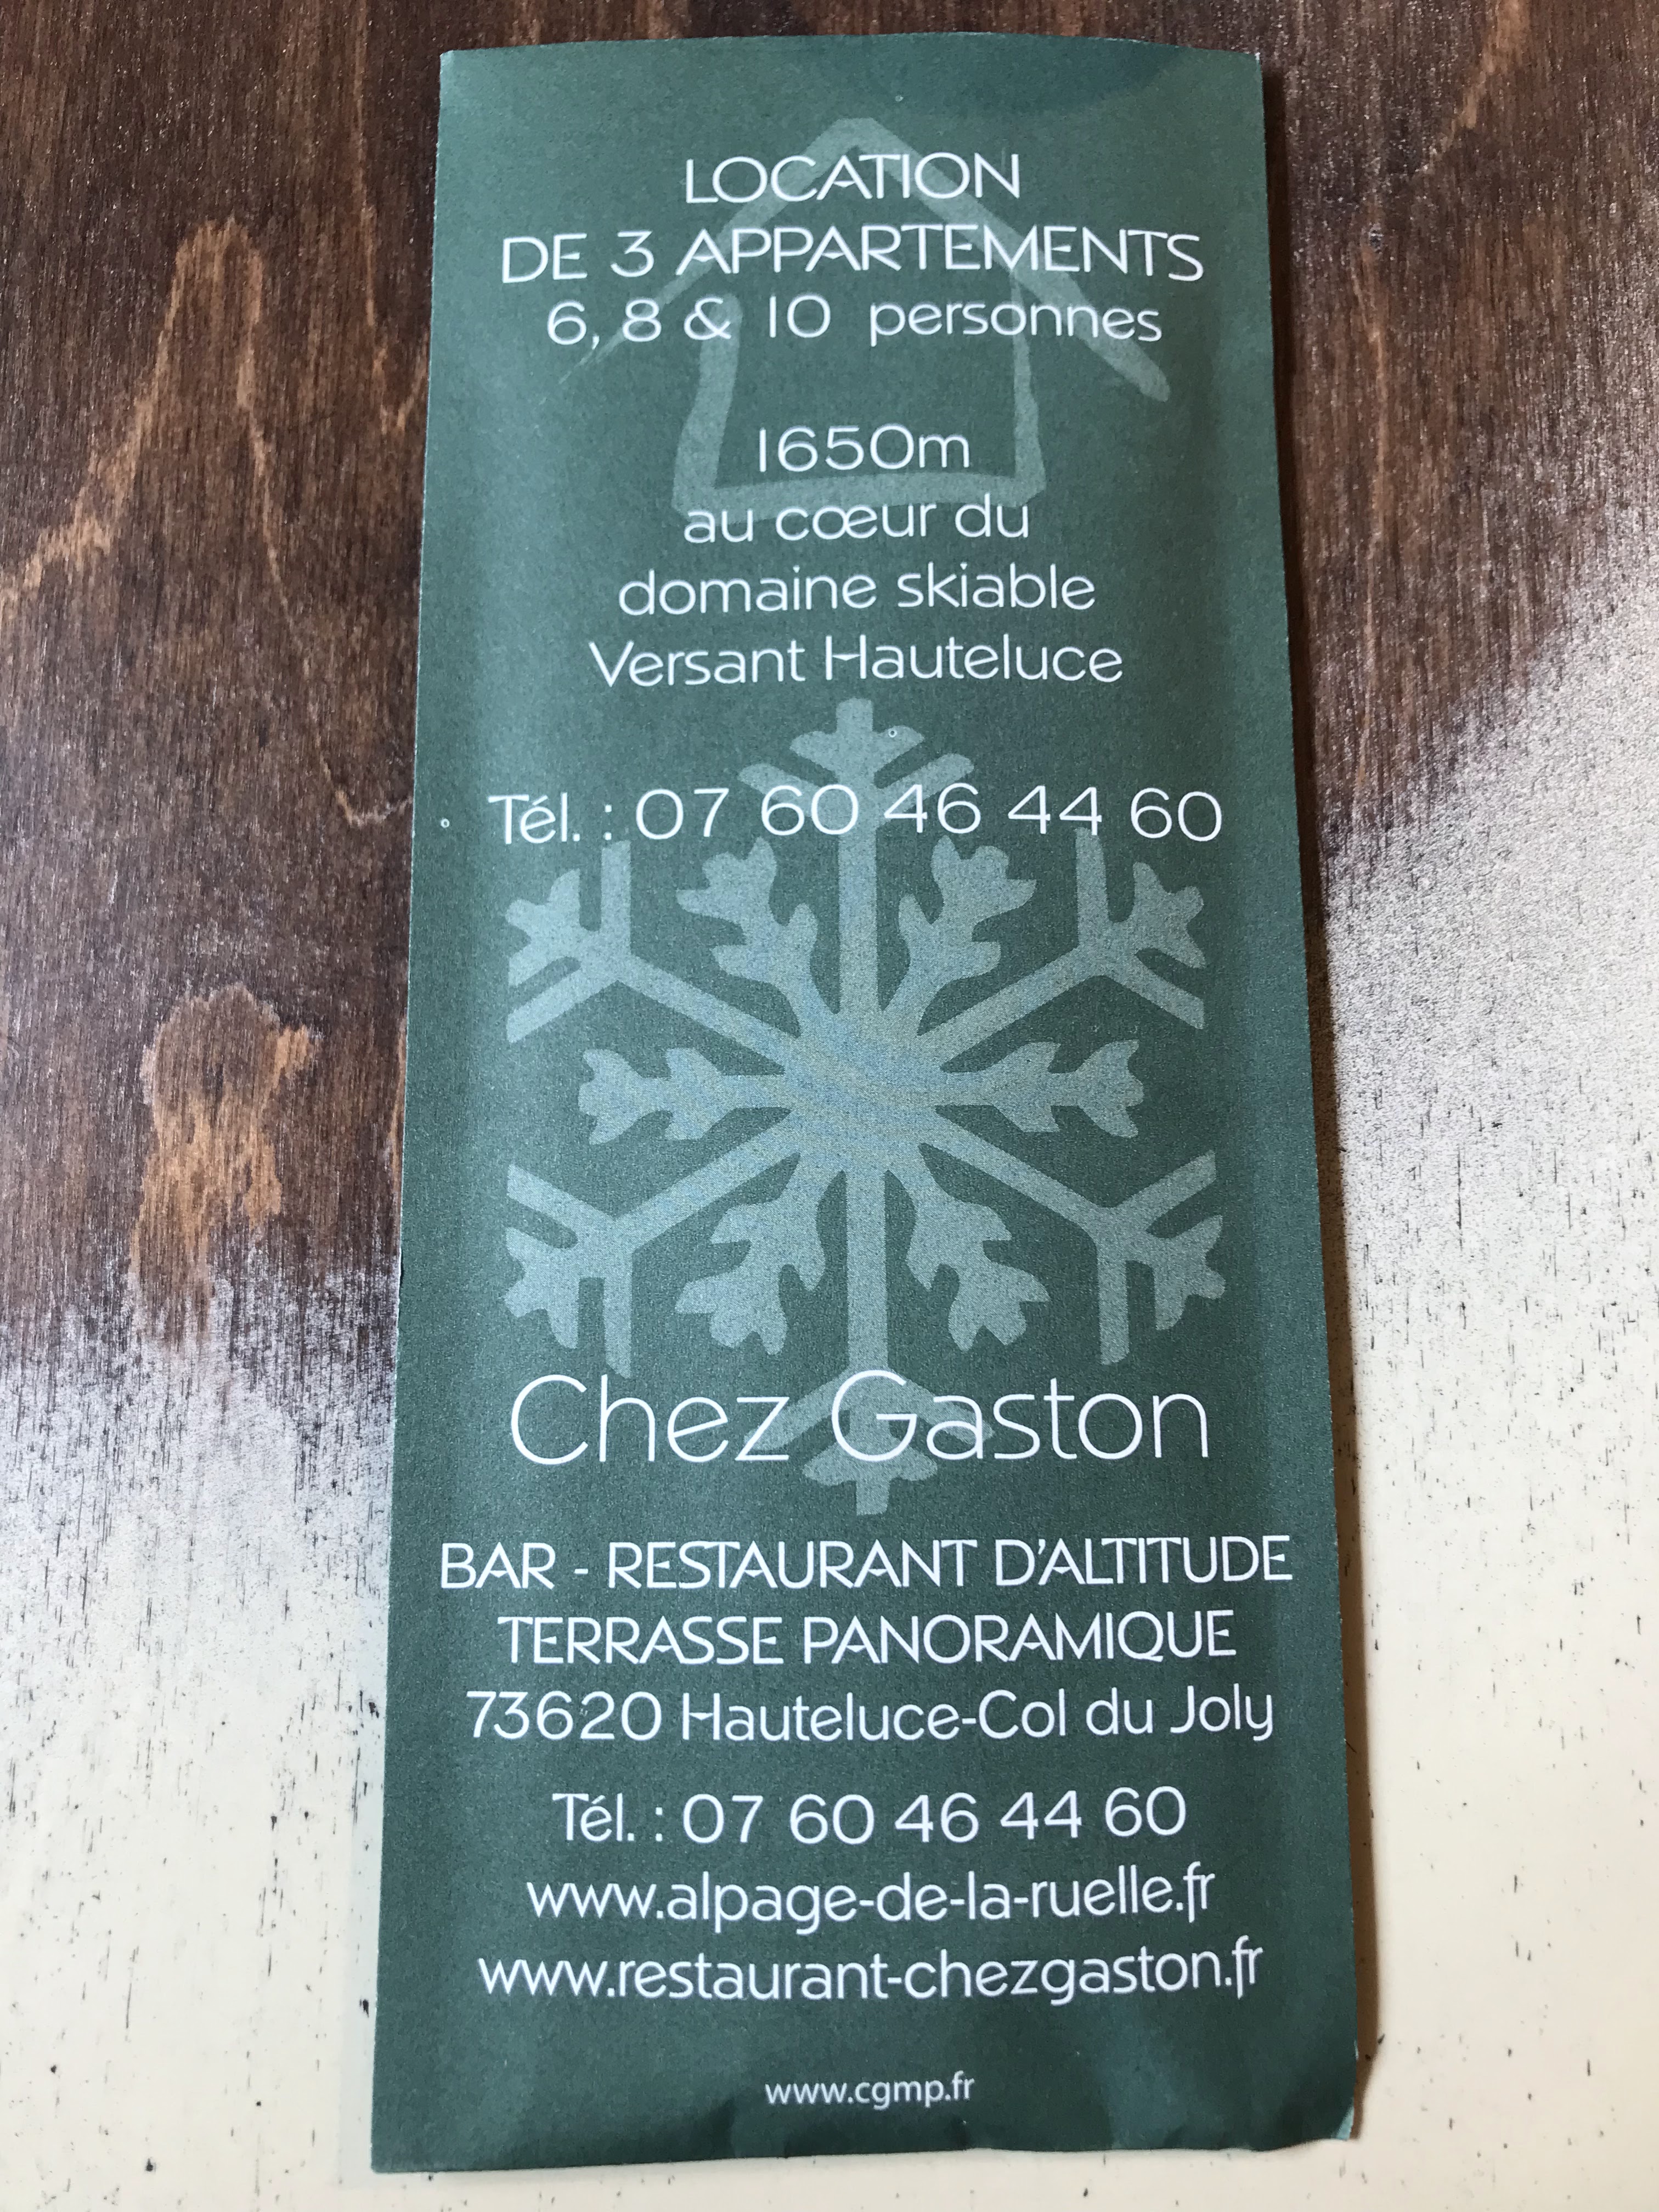 LOCATION
DE 3 APPARTEMENTS
6, 8 & 10 personnes
1650m
au cœur du
domaine skiable
Versant Hauteluce
Tél. : 07 60 46 44 60
Chez Gaston
BAR - RESTAURANT D'ALTITUDE
TERRASSE PANORAMIQUE
73620 Hauteluce-Col du Joly
Tél. : 07 60 46 44 60
www.alpage-de-la-ruelle.fr
www.restaurant-chezgaston.fr
www.cgmp.fr